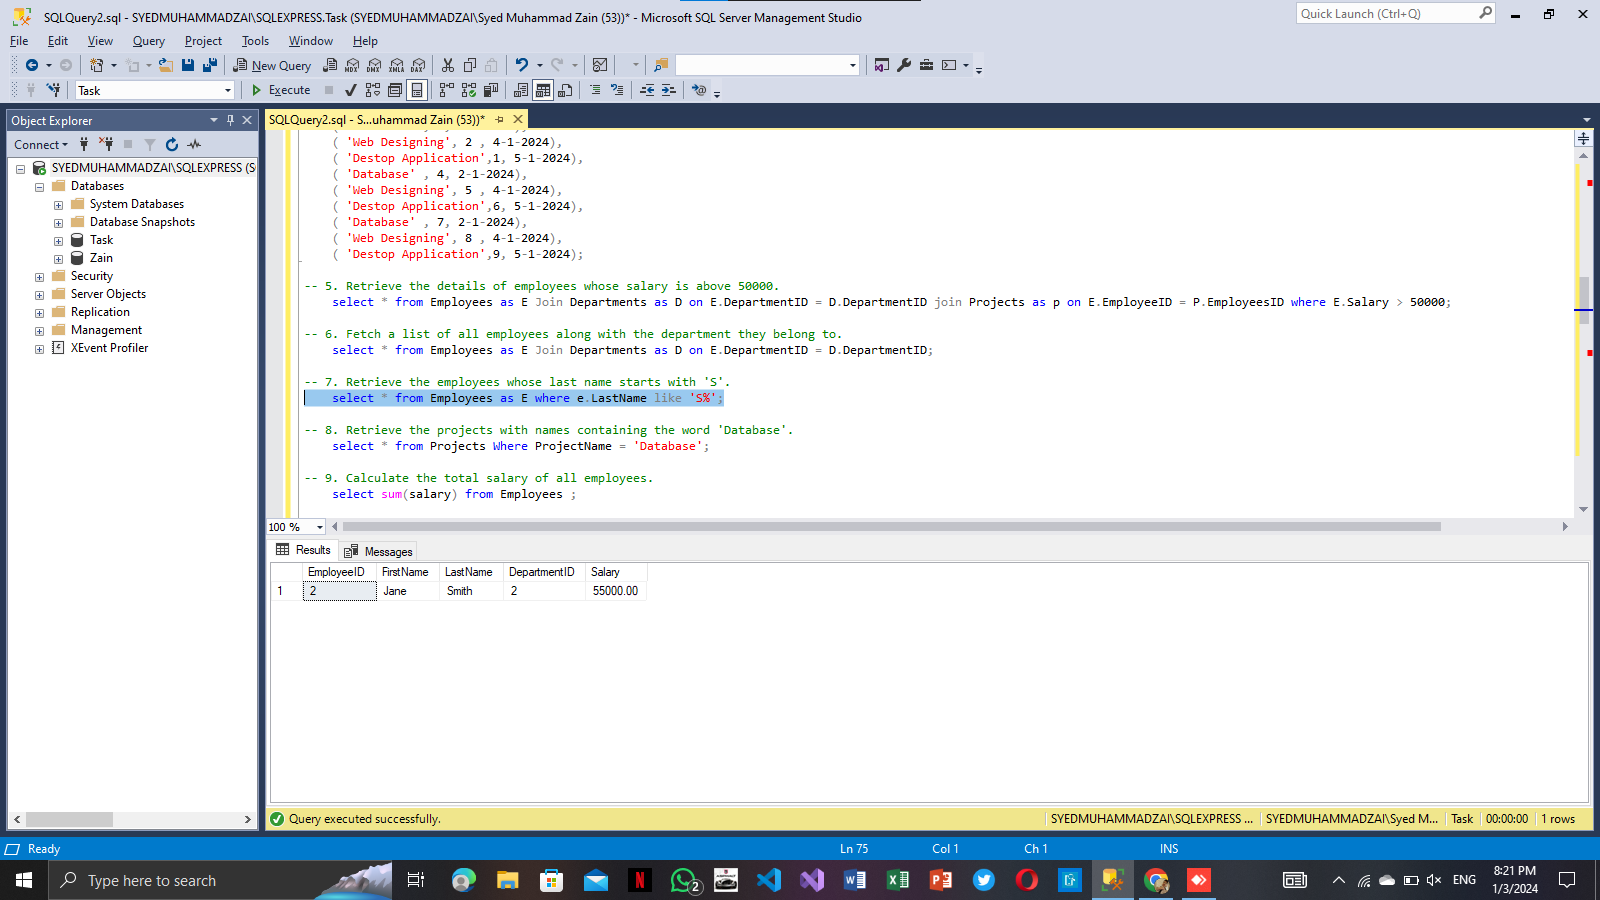 SQLQuery2.sql - SYEDMUHAMMADZAI\SQLEXPRESS.Task (SYEDMUHAMMADZAI\Syed Muhammad Zain (53))* - Microsoft SQL Server Management Studio
Quick Launch (Ctrl+Q)
File Edit View Query Project Tools Window Help
New Query MDX DMX XMLA DAX
Task Execute
Object Explorer
SQLQuery2.sql - S...uhammad Zain (53))*
Connect
SYEDMUHAMMADZAI\SQLEXPRESS (S
Databases
System Databases
Database Snapshots
Task
Zain
Security
Server Objects
Replication
Management
XEvent Profiler
( 'Web Designing', 2 , 4-1-2024),
( 'Destop Application',1, 5-1-2024),
( 'Database' , 4, 2-1-2024),
( 'Web Designing', 5 , 4-1-2024),
( 'Destop Application',6, 5-1-2024),
( 'Database' , 7, 2-1-2024),
( 'Web Designing', 8 , 4-1-2024),
( 'Destop Application',9, 5-1-2024);
-- 5. Retrieve the details of employees whose salary is above 50000.
select * from Employees as E Join Departments as D on E.DepartmentID = D.DepartmentID join Projects as p on E.EmployeeID = P.EmployeesID where E.Salary > 50000;
-- 6. Fetch a list of all employees along with the department they belong to.
select * from Employees as E Join Departments as D on E.DepartmentID = D.DepartmentID;
-- 7. Retrieve the employees whose last name starts with 'S'.
select * from Employees as E where e.LastName like 'S%';
-- 8. Retrieve the projects with names containing the word 'Database'.
select * from Projects Where ProjectName = 'Database';
-- 9. Calculate the total salary of all employees.
select sum(salary) from Employees ;
100 %
Results Messages
EmployeeID FirstName LastName DepartmentID Salary
1 2 Jane Smith 2 55000.00
Query executed successfully.
SYEDMUHAMMADZAI\SQLEXPRESS ... SYEDMUHAMMADZAI\Syed M... Task 00:00:00 1 rows
Ready Ln 75 Col 1 Ch 1 INS
Type here to search
2
ENG
8:21 PM
1/3/2024